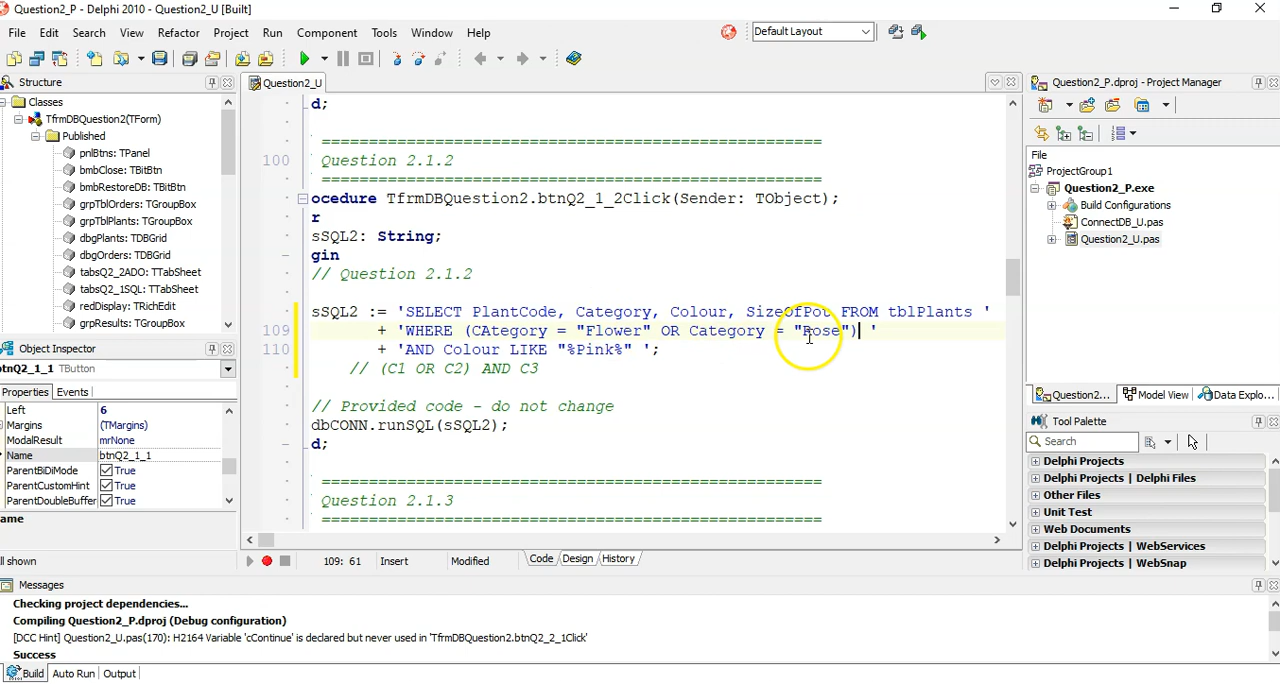 Question2_P - Delphi 2010 - Question2_U [Built]
File Edit Search View Refactor Project Run Component Tools Window Help
Default Layout
Structure
Classes
TfrmDBQuestion2(TForm)
Published
pnlBtns: TPanel
bmbClose: TBitBtn
bmbRestoreDB: TBitBtn
grpTblOrders: TGroupBox
grpTblPlants: TGroupBox
dbgPlants: TDBGrid
dbgOrders: TDBGrid
tabsQ2_2ADO: TTabSheet
tabsQ2_1SQL: TTabSheet
redDisplay: TRichEdit
grpResults: TGroupBox
Object Inspector
tnQ2_1_1 TButton
Properties Events
Left 6
Margins (TMargins)
ModalResult mrNone
Name btnQ2_1_1
ParentBiDiMode True
ParentCustomHint True
ParentDoubleBuffer True
ame
ll shown
Question2_U
d;
==================================================
100 Question 2.1.2
==================================================
ocedure TfrmDBQuestion2.btnQ2_1_2Click(Sender: TObject);
r
sSQL2: String;
gin
// Question 2.1.2
sSQL2 := 'SELECT PlantCode, Category, Colour, SizeOfPot FROM tblPlants '
109 + 'WHERE (CAtegory = "Flower" OR Category = "Rose") '
110 + 'AND Colour LIKE "%Pink%" ';
// (C1 OR C2) AND C3
// Provided code - do not change
dbCONN.runSQL(sSQL2);
d;
==================================================
Question 2.1.3
==================================================
109: 61 Insert Modified Code Design History
Question2_P.dproj - Project Manager
File
ProjectGroup1
Question2_P.exe
Build Configurations
ConnectDB_U.pas
Question2_U.pas
Question2... Model View Data Explo...
Tool Palette
Search
Delphi Projects
Delphi Projects | Delphi Files
Other Files
Unit Test
Web Documents
Delphi Projects | WebServices
Delphi Projects | WebSnap
Messages
Checking project dependencies...
Compiling Question2_P.dproj (Debug configuration)
[DCC Hint] Question2_U.pas(170): H2164 Variable 'cContinue' is declared but never used in 'TfrmDBQuestion2.btnQ2_2_1Click'
Success
Build Auto Run Output